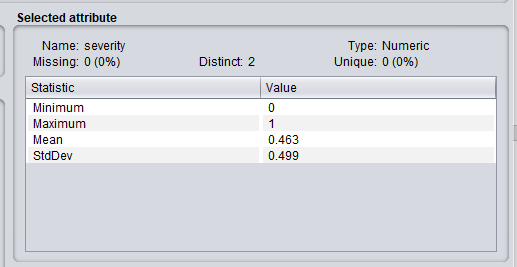 Selected attribute
Name: severity Type: Numeric
Missing: 0 (0%) Distinct: 2 Unique: 0 (0%)
Statistic Value
Minimum 0
Maximum 1
Mean 0.463
StdDev 0.499